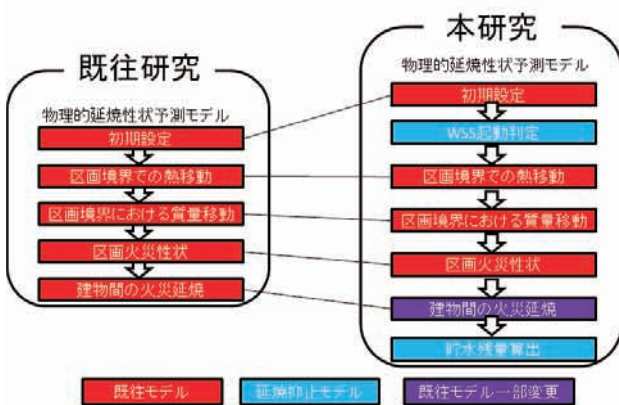 既往研究
物理的延焼性状予測モデル
初期設定
区画境界での熱移動
区画境界における質量移動
区画火災性状
建物間の火災延焼
本研究
物理的延焼性状予測モデル
初期設定
WSS起動判定
区画境界での熱移動
区画境界における質量移動
区画火災性状
建物間の火災延焼
貯水残量算出
既往モデル
延焼抑止モデル
既往モデル一部変更